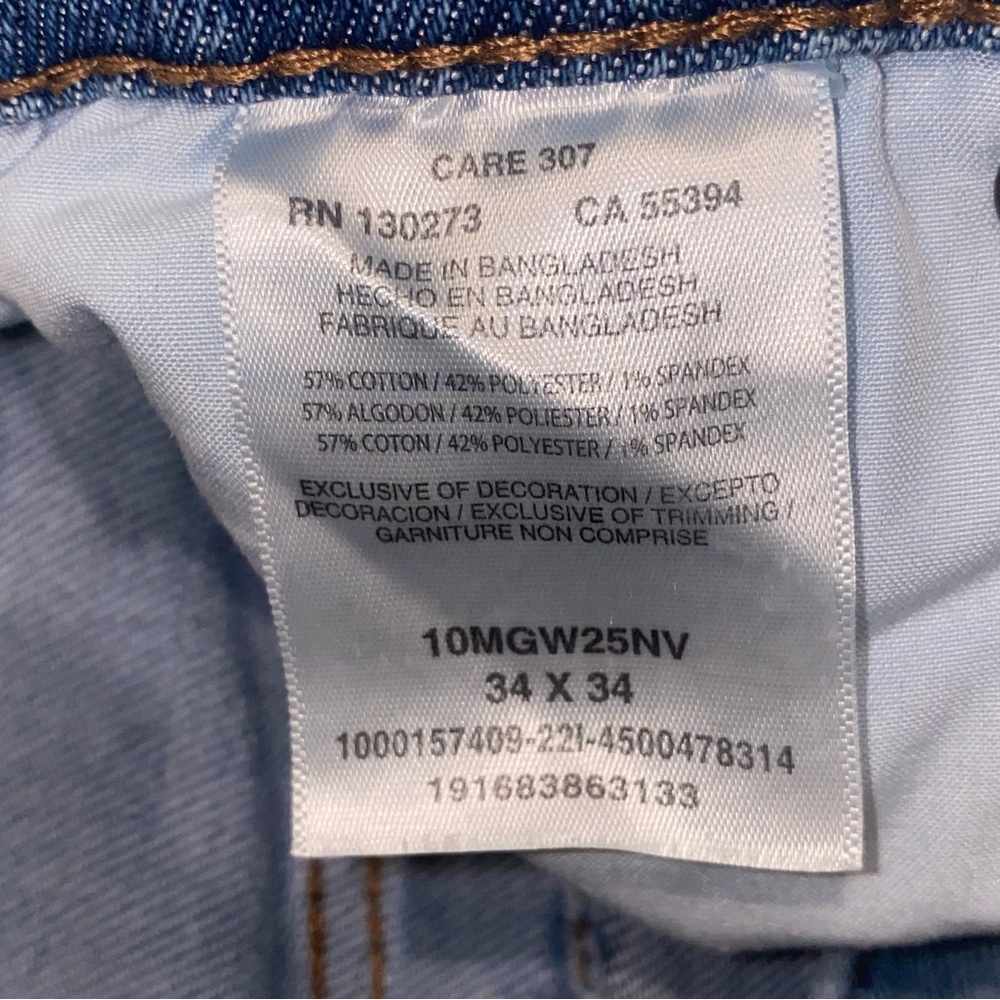 CARE 307
RN 130273 CA 55394
MADE IN BANGLADESH
HECHO EN BANGLADESH
FABRIQUE AU BANGLADESH
57% COTTON / 42% POLYESTER / 1% SPANDEX
57% ALGODON / 42% POLIESTER / 1% SPANDEX
57% COTON / 42% POLYESTER / 1% SPANDEX
EXCLUSIVE OF DECORATION / EXCEPTO
DECORACION / EXCLUSIVE OF TRIMMING /
GARNITURE NON COMPRISE
10MGW25NV
34 X 34
1000157409-22I-4500478314
191683863133